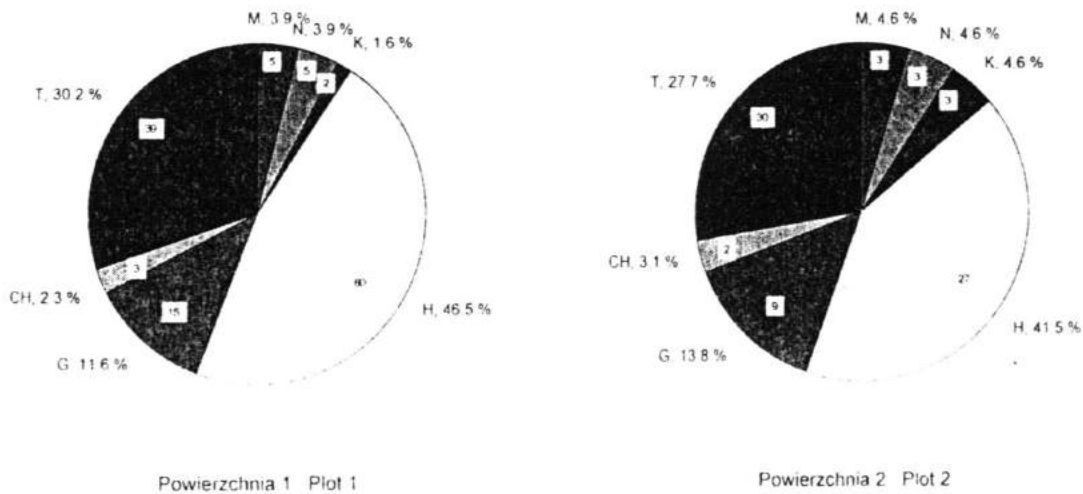 M, 3.9 %
N, 3.9 %
K, 1.6 %
T, 30.2 %
CH, 2.3 %
G, 11.6 %
H, 46.5 %
5
5
2
39
3
15
60
Powierzchnia 1 Plot 1
M, 4.6 %
N, 4.6 %
K, 4.6 %
T, 27.7 %
CH, 3.1 %
G, 13.8 %
H, 41.5 %
3
3
3
30
2
9
27
Powierzchnia 2 Plot 2